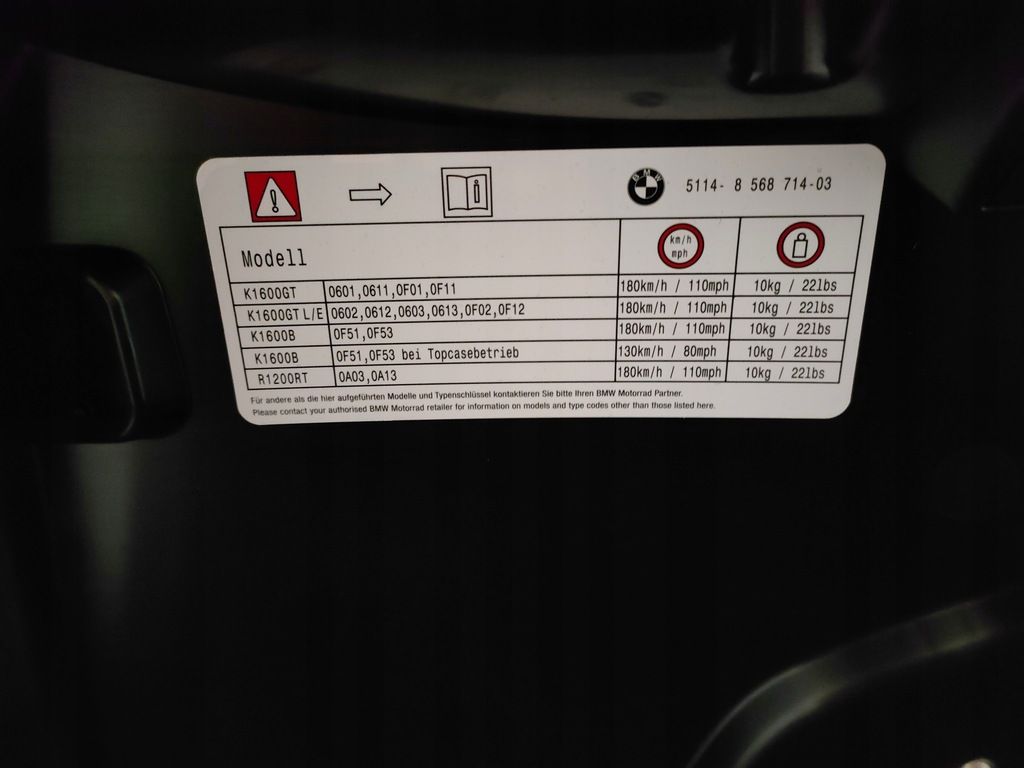 BMW 5114- 8 568 714-03
Modell km/h mph
K1600GT 0601,0611,0F01,0F11 180km/h / 110mph 10kg / 22lbs
K1600GT L/E 0602,0612,0603,0613,0F02,0F12 180km/h / 110mph 10kg / 22lbs
K1600B 0F51,0F53 180km/h / 110mph 10kg / 22lbs
K1600B 0F51,0F53 bei Topcasebetrieb 130km/h / 80mph 10kg / 22lbs
R1200RT 0A03,0A13 180km/h / 110mph 10kg / 22lbs
Für andere als die hier aufgeführten Modelle und Typenschlüssel kontaktieren Sie bitte Ihren BMW Motorrad Partner.
Please contact your authorised BMW Motorrad retailer for information on models and type codes other than those listed here.